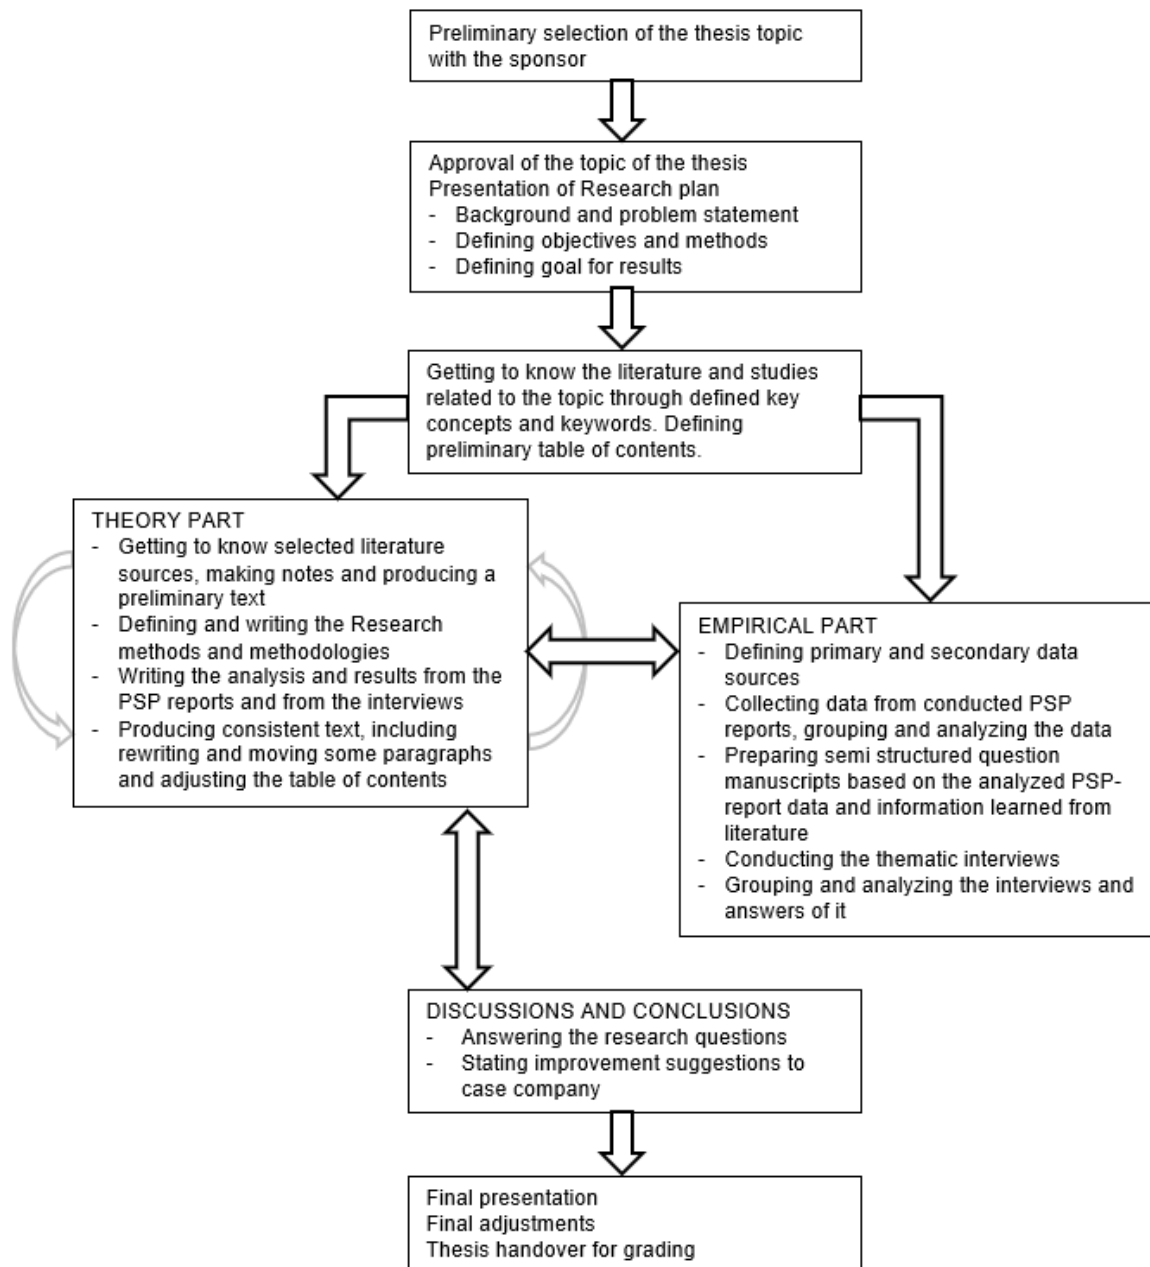 Preliminary selection of the thesis topic
with the sponsor
Approval of the topic of the thesis
Presentation of Research plan
- Background and problem statement
- Defining objectives and methods
- Defining goal for results
Getting to know the literature and studies
related to the topic through defined key
concepts and keywords. Defining
preliminary table of contents.
THEORY PART
- Getting to know selected literature
sources, making notes and producing a
preliminary text
- Defining and writing the Research
methods and methodologies
- Writing the analysis and results from the
PSP reports and from the interviews
- Producing consistent text, including
rewriting and moving some paragraphs
and adjusting the table of contents
EMPIRICAL PART
- Defining primary and secondary data
sources
- Collecting data from conducted PSP
reports, grouping and analyzing the data
- Preparing semi structured question
manuscripts based on the analyzed PSP-
report data and information learned from
literature
- Conducting the thematic interviews
- Grouping and analyzing the interviews and
answers of it
DISCUSSIONS AND CONCLUSIONS
- Answering the research questions
- Stating improvement suggestions to
case company
Final presentation
Final adjustments
Thesis handover for grading